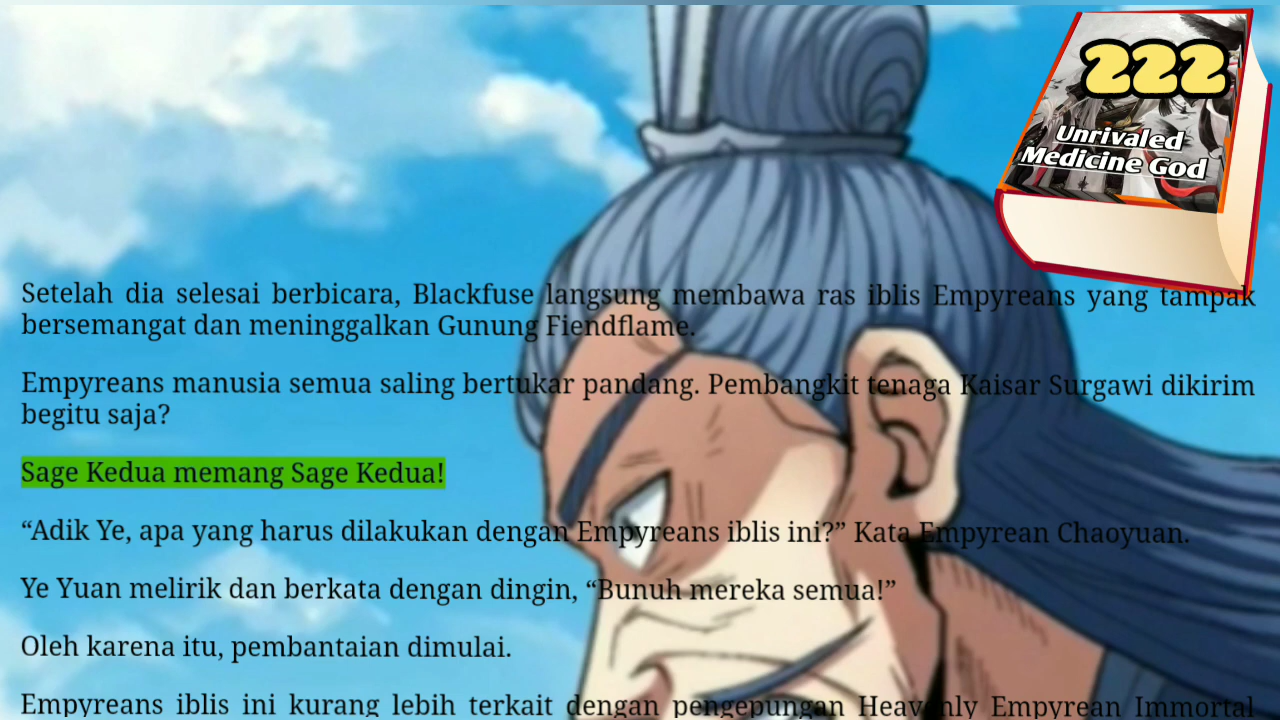 222
Unrivaled
Medicine God
Setelah dia selesai berbicara, Blackfuse langsung membawa ras iblis Empyreans yang tampak
bersemangat dan meninggalkan Gunung Fiendflame.
Empyreans manusia semua saling bertukar pandang. Pembangkit tenaga Kaisar Surgawi dikirim
begitu saja?
Sage Kedua memang Sage Kedua!
“Adik Ye, apa yang harus dilakukan dengan Empyreans iblis ini?” Kata Empyrean Chaoyuan.
Ye Yuan melirik dan berkata dengan dingin, “Bunuh mereka semua!”
Oleh karena itu, pembantaian dimulai.
Empyreans iblis ini kurang lebih terkait dengan pengepungan Heavenly Empyrean Immortal